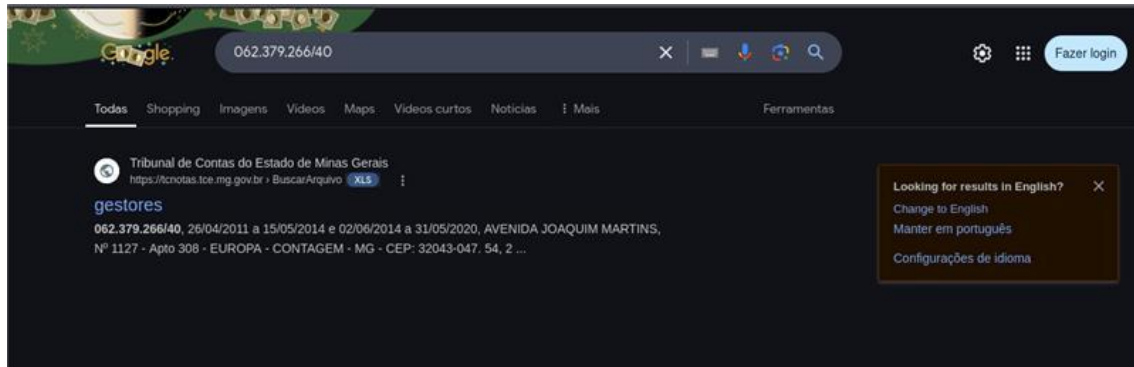 Google
062.379.266/40
Fazer login
Todas Shopping Imagens Vídeos Maps Vídeos curtos Notícias Mais Ferramentas
Tribunal de Contas do Estado de Minas Gerais
https://tcnotas.tce.mg.gov.br › BuscarArquivo XLS
gestores
062.379.266/40, 26/04/2011 a 15/05/2014 e 02/06/2014 a 31/05/2020, AVENIDA JOAQUIM MARTINS,
Nº 1127 - Apto 308 - EUROPA - CONTAGEM - MG - CEP: 32043-047. 54, 2 ...
Looking for results in English?
Change to English
Manter em português
Configurações de idioma